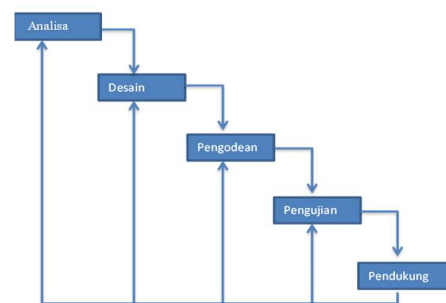 Analisa
Desain
Pengodean
Pengujian
Pendukung